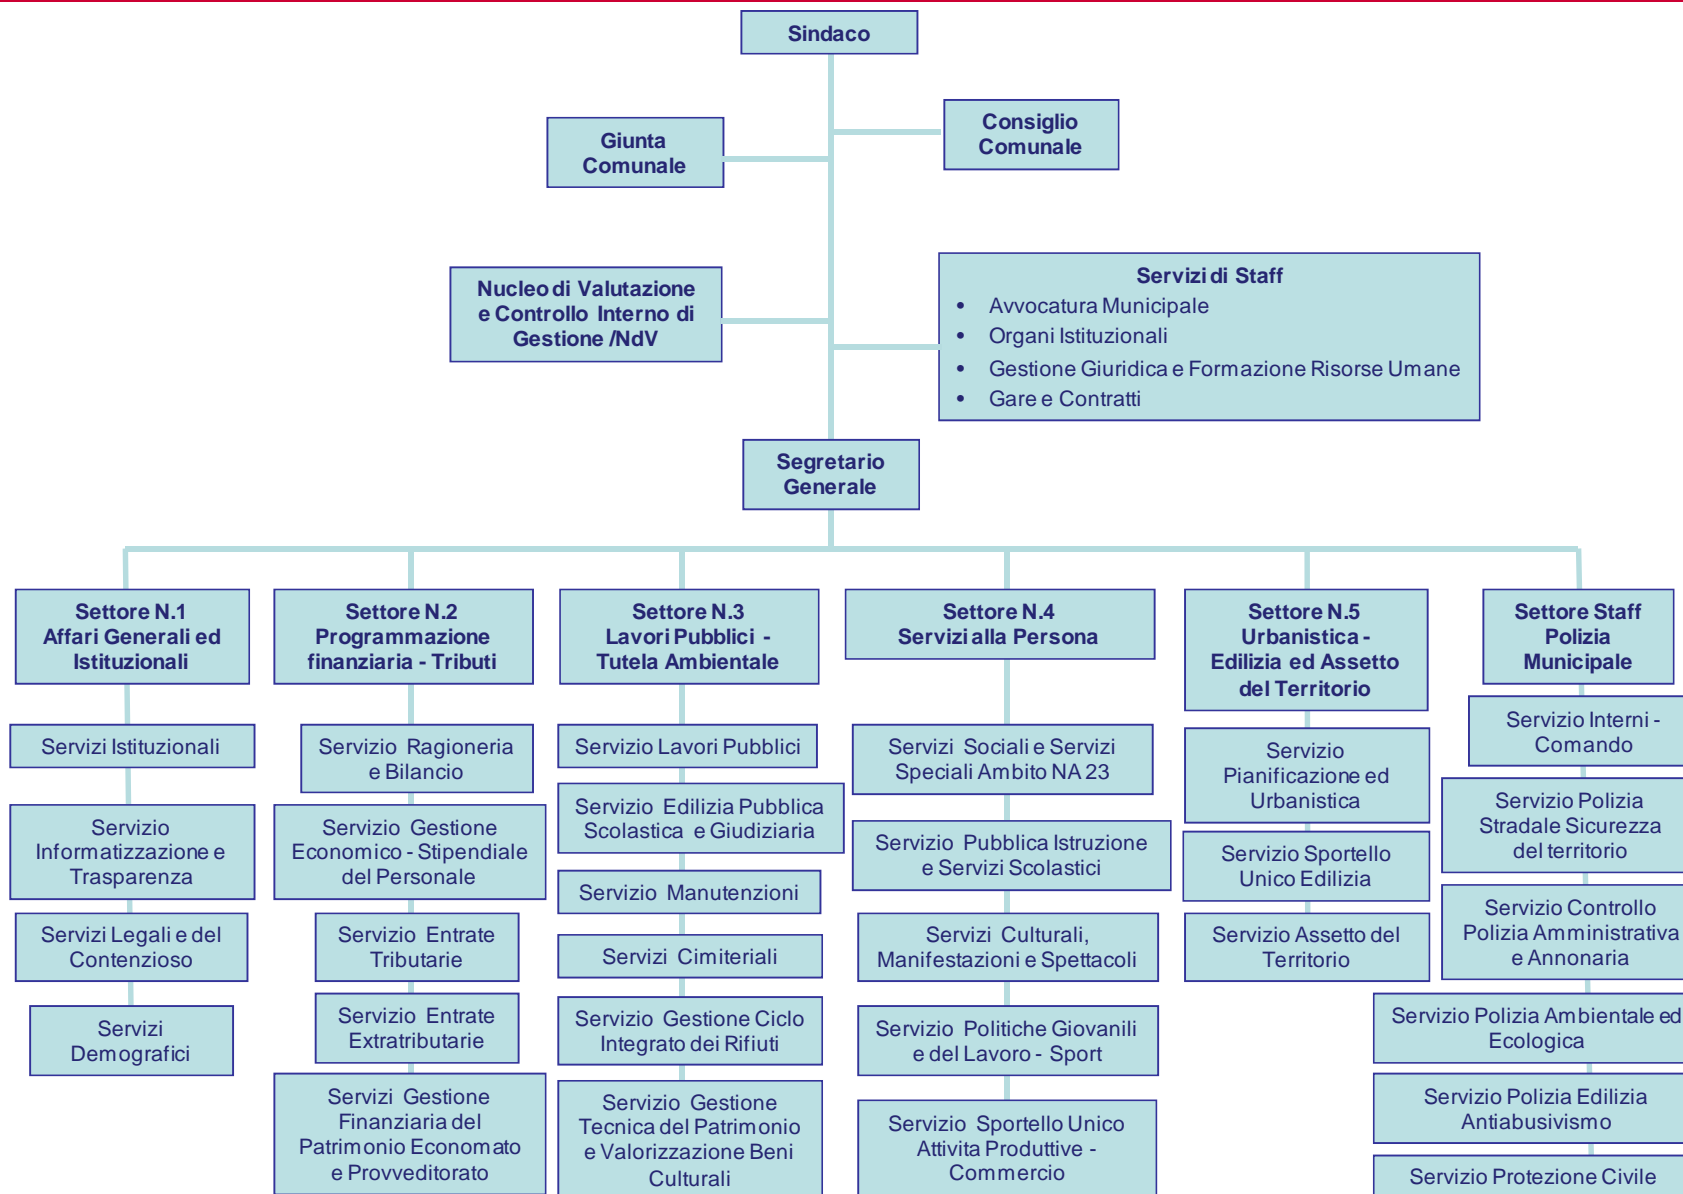 Sindaco
Giunta
Comunale
Consiglio
Comunale
Nucleo di Valutazione
e Controllo Interno di
Gestione /NdV
Servizi di Staff
• Avvocatura Municipale
• Organi Istituzionali
• Gestione Giuridica e Formazione Risorse Umane
• Gare e Contratti
Segretario
Generale
Settore N.1
Affari Generali ed
Istituzionali
Servizi Istituzionali
Servizio
Informatizzazione e
Trasparenza
Servizi Legali e del
Contenzioso
Servizi
Demografici
Settore N.2
Programmazione
finanziaria - Tributi
Servizio Ragioneria
e Bilancio
Servizio Gestione
Economico - Stipendiale
del Personale
Servizio Entrate
Tributarie
Servizio Entrate
Extratributarie
Servizi Gestione
Finanziaria del
Patrimonio Economato
e Provveditorato
Settore N.3
Lavori Pubblici -
Tutela Ambientale
Servizio Lavori Pubblici
Servizio Edilizia Pubblica
Scolastica e Giudiziaria
Servizio Manutenzioni
Servizi Cimiteriali
Servizio Gestione Ciclo
Integrato dei Rifiuti
Servizio Gestione
Tecnica del Patrimonio
e Valorizzazione Beni
Culturali
Settore N.4
Servizi alla Persona
Servizi Sociali e Servizi
Speciali Ambito NA 23
Servizio Pubblica Istruzione
e Servizi Scolastici
Servizi Culturali,
Manifestazioni e Spettacoli
Servizio Politiche Giovanili
e del Lavoro - Sport
Servizio Sportello Unico
Attivita Produttive -
Commercio
Settore N.5
Urbanistica -
Edilizia ed Assetto
del Territorio
Servizio
Pianificazione ed
Urbanistica
Servizio Sportello
Unico Edilizia
Servizio Assetto del
Territorio
Settore Staff
Polizia
Municipale
Servizio Interni -
Comando
Servizio Polizia
Stradale Sicurezza
del territorio
Servizio Controllo
Polizia Amministrativa
e Annonaria
Servizio Polizia Ambientale ed
Ecologica
Servizio Polizia Edilizia
Antiabusivismo
Servizio Protezione Civile